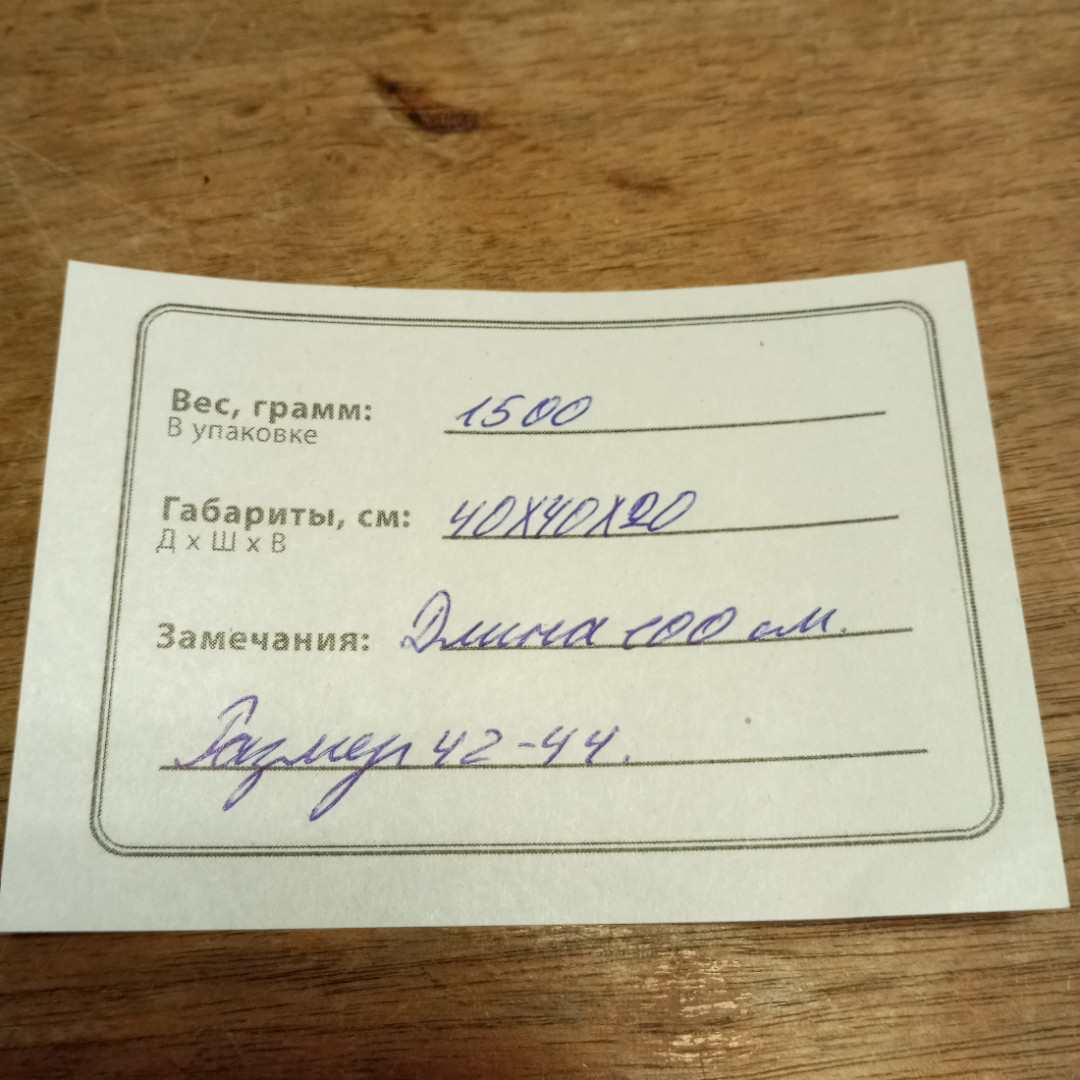 Вес, грамм: 1500
В упаковке
Габариты, см: 40Х40Х20
Д х Ш х В
Замечания: Длина 100 см.
Размер 42-44.